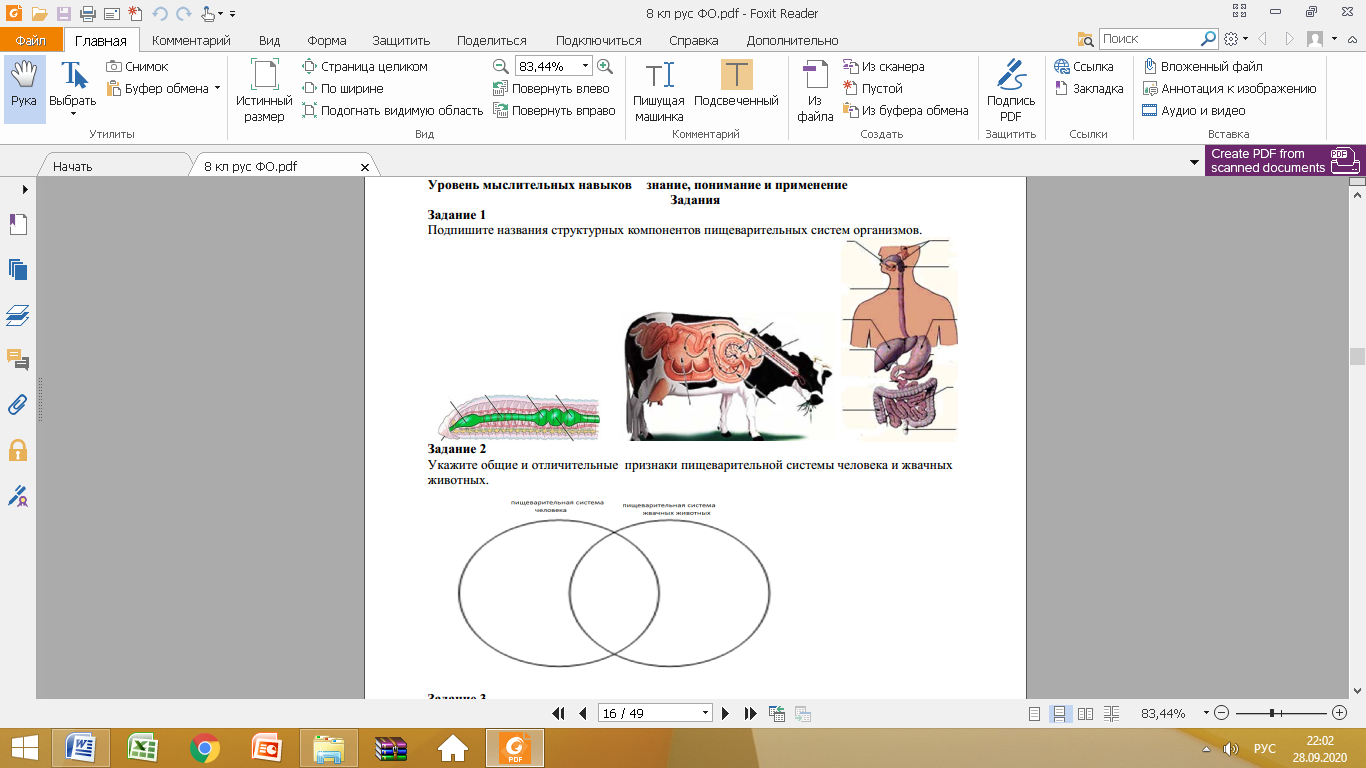 8 кл рус ФО.pdf - Foxit Reader
Файл
Главная
Комментарий
Вид
Форма
Защитить
Поделиться
Подключиться
Справка
Дополнительно
Поиск
Рука
Выбрать
Снимок
Буфер обмена
Утилиты
Истинный размер
Страница целиком
По ширине
Подогнать видимую область
83,44%
Повернуть влево
Повернуть вправо
Вид
Пишущая машинка
Подсвеченный
Комментарий
Из файла
Из сканера
Пустой
Из буфера обмена
Создать
Подпись PDF
Защитить
Ссылка
Закладка
Ссылки
Вложенный файл
Аннотация к изображению
Аудио и видео
Вставка
Начать
8 кл рус ФО.pdf
Create PDF from
scanned documents
PDF
Уровень мыслительных навыков знание, понимание и применение
Задания
Задание 1
Подпишите названия структурных компонентов пищеварительных систем организмов.
Задание 2
Укажите общие и отличительные признаки пищеварительной системы человека и жвачных
животных.
пищеварительная система
человека
пищеварительная система
жвачных животных
Задание 3
16 / 49
83,44%
PDF
РУС
22:02
28.09.2020